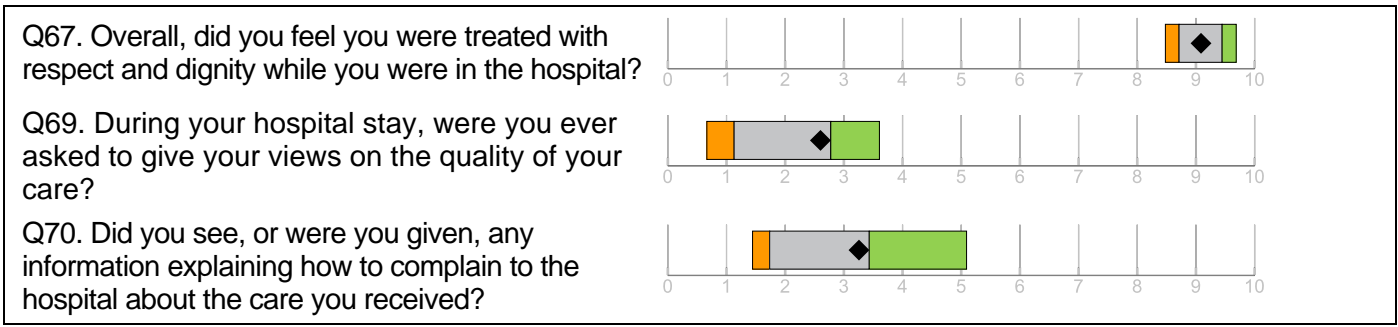 Q67. Overall, did you feel you were treated with
respect and dignity while you were in the hospital?
0 1 2 3 4 5 6 7 8 9 10
Q69. During your hospital stay, were you ever
asked to give your views on the quality of your
care?
0 1 2 3 4 5 6 7 8 9 10
Q70. Did you see, or were you given, any
information explaining how to complain to the
hospital about the care you received?
0 1 2 3 4 5 6 7 8 9 10